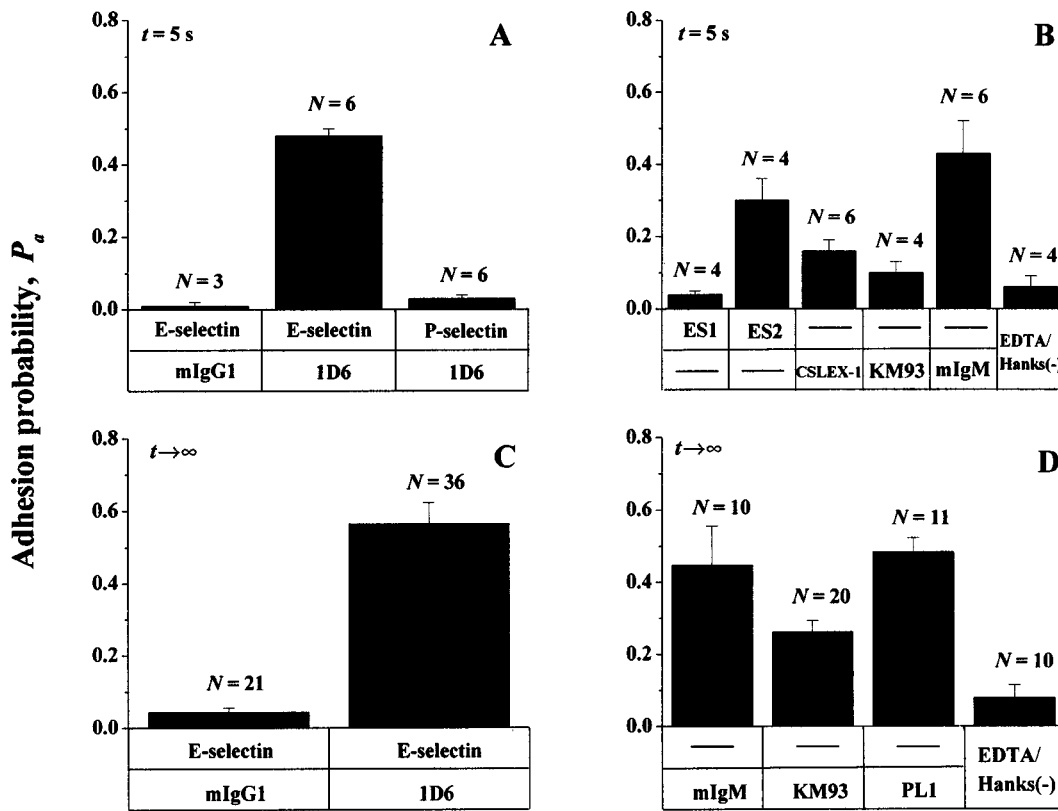 Adhesion probability, Pa
t = 5 s
A
0.8
0.6
0.4
0.2
0.0
N = 3
N = 6
N = 6
E-selectin E-selectin P-selectin
mIgG1 1D6 1D6
t = 5 s
B
0.8
0.6
0.4
0.2
0.0
N = 4
N = 4
N = 6
N = 4
N = 6
N = 4
ES1 ES2 — — — EDTA/
— — CSLEX-1 KM93 mIgM Hanks(-)
t→∞
C
0.8
0.6
0.4
0.2
0.0
N = 21
N = 36
E-selectin E-selectin
mIgG1 1D6
t→∞
D
0.8
0.6
0.4
0.2
0.0
N = 10
N = 20
N = 11
N = 10
— — — EDTA/
mIgM KM93 PL1 Hanks(-)